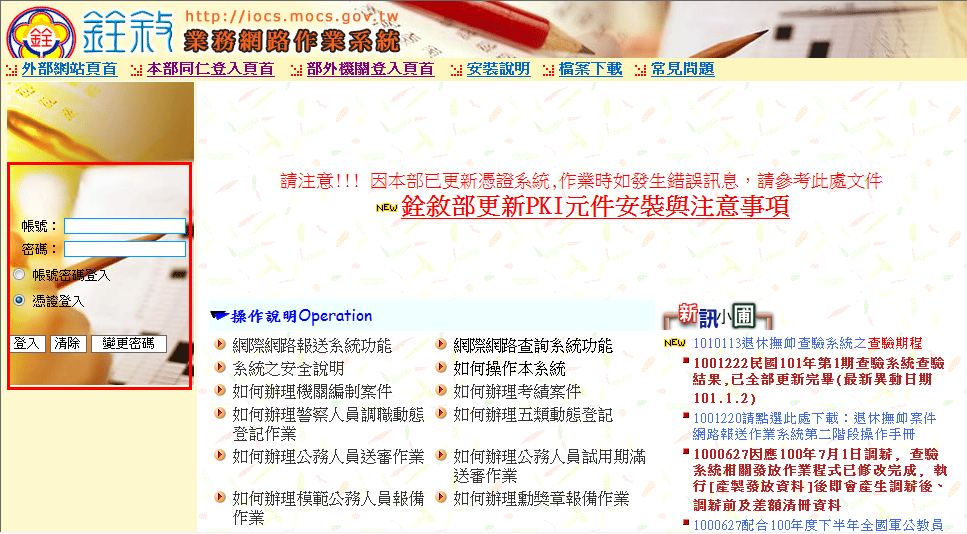 銓 銓敘 http://iocs.mocs.gov.tw
業務網路作業系統
外部網站頁首 本部同仁登入頁首 部外機關登入頁首 安裝說明 檔案下載 常見問題
請注意!!! 因本部已更新憑證系統,作業時如發生錯誤訊息，請參考此處文件
NEW 銓敘部更新PKI元件安裝與注意事項
帳號：
密碼：
帳號密碼登入
憑證登入
登入 清除 變更密碼
操作說明Operation
網際網路報送系統功能 網際網路查詢系統功能
系統之安全說明 如何操作本系統
如何辦理機關編制案件 如何辦理考績案件
如何辦理警察人員調職動態 如何辦理五類動態登記
登記作業
如何辦理公務人員送審作業 如何辦理公務人員試用期滿
送審作業
如何辦理模範公務人員報備 如何辦理勳獎章報備作業
作業
新訊小圃
NEW 1010113退休撫卹查驗系統之查驗期程
1001222民國101年第1期查驗系統查驗
結果,已全部更新完畢(最新異動日期
101.1.2)
1001220請點選此處下載：退休撫卹案件
網路報送作業系統第二階段操作手冊
1000627因應100年7月1日調薪, 查驗
系統相關發放作業程式已修改完成, 執
行[產製發放資料]後即會產生調薪後、
調薪前及差額清冊資料
1000627配合100年度下半年全國軍公教員